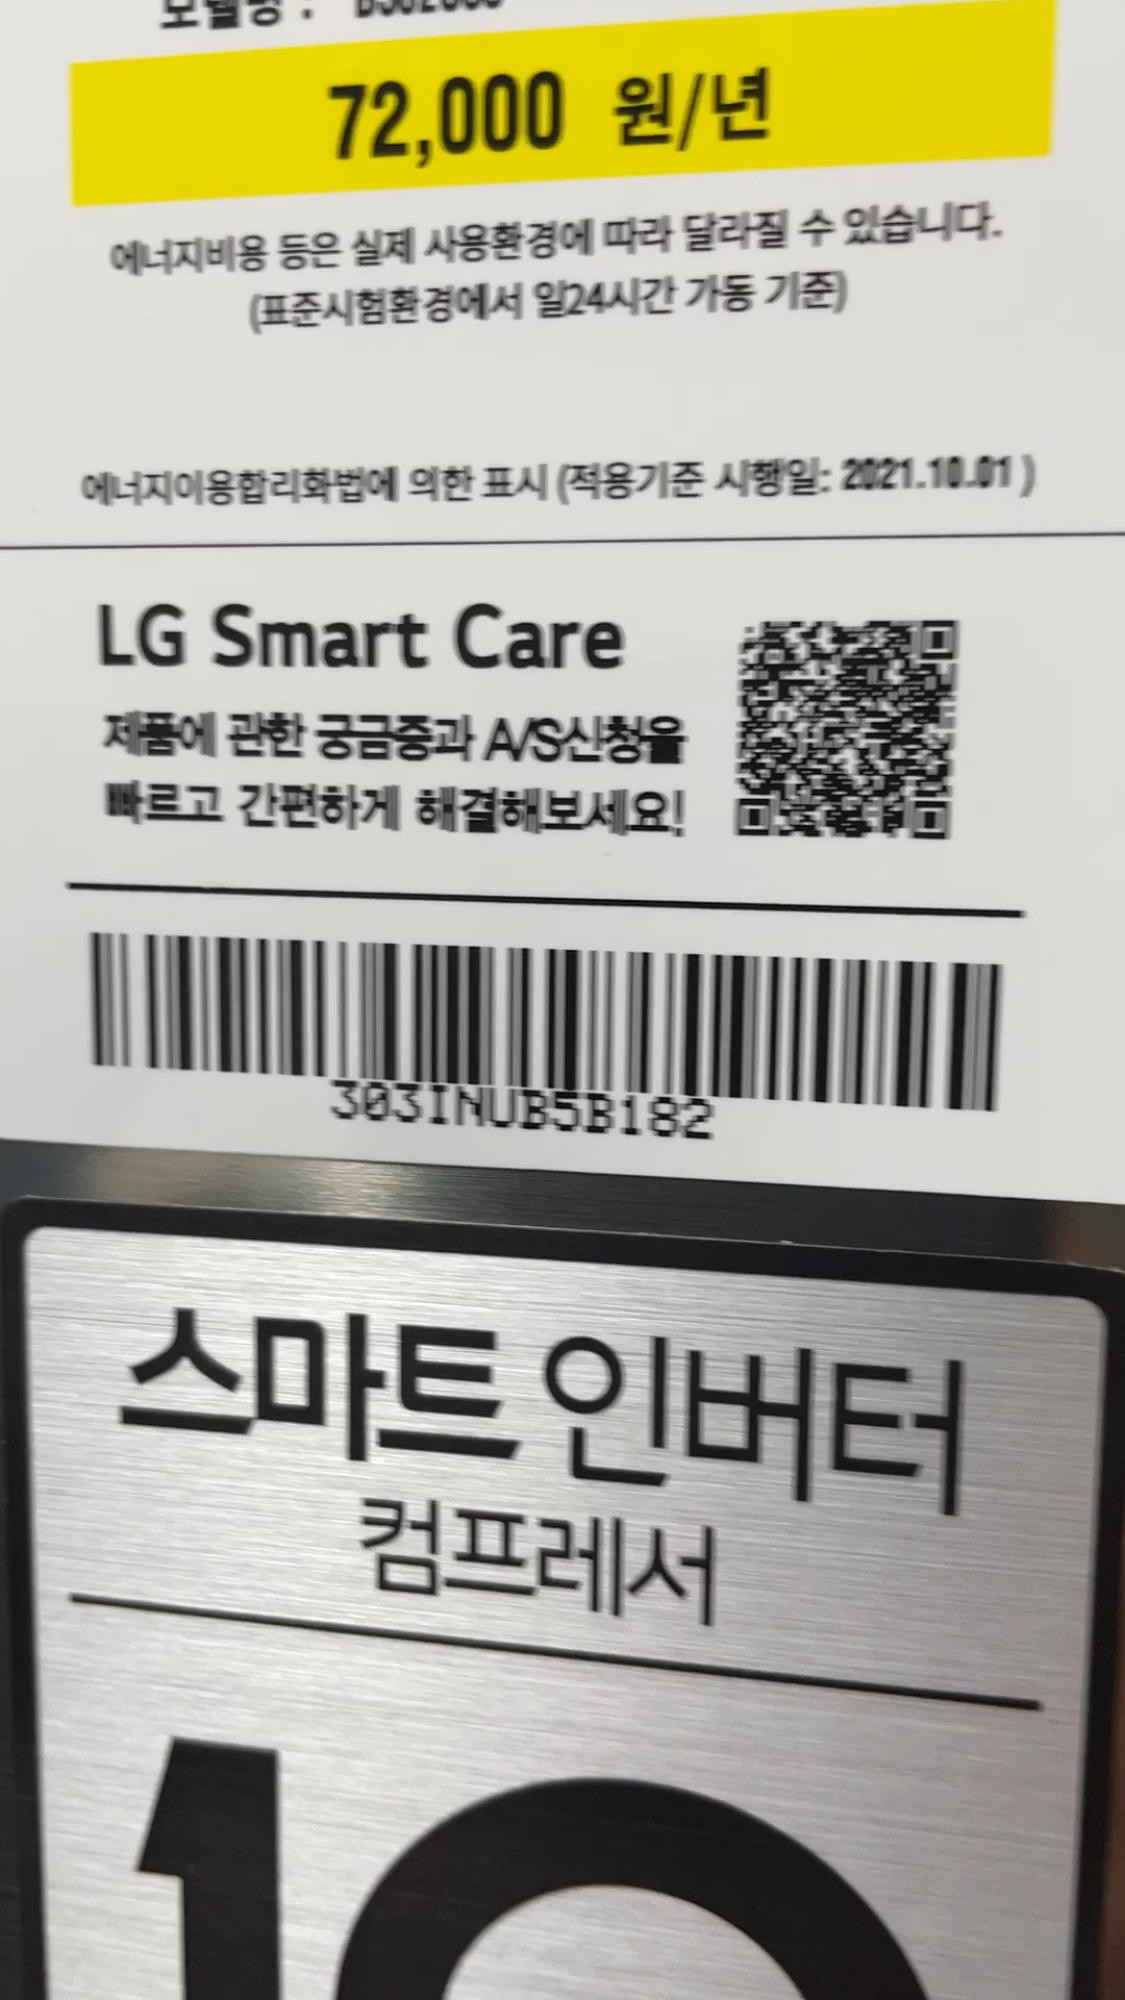 모델명 :
72,000 원/년
에너지비용 등은 실제 사용환경에 따라 달라질 수 있습니다.
(표준시험환경에서 일24시간 가동 기준)
에너지이용합리화법에 의한 표시 (적용기준 시행일: 2021.10.01 )
LG Smart Care
제품에 관한 궁금증과 A/S신청을
빠르고 간편하게 해결해보세요!
303INUB5B182
스마트 인버터
컴프레서